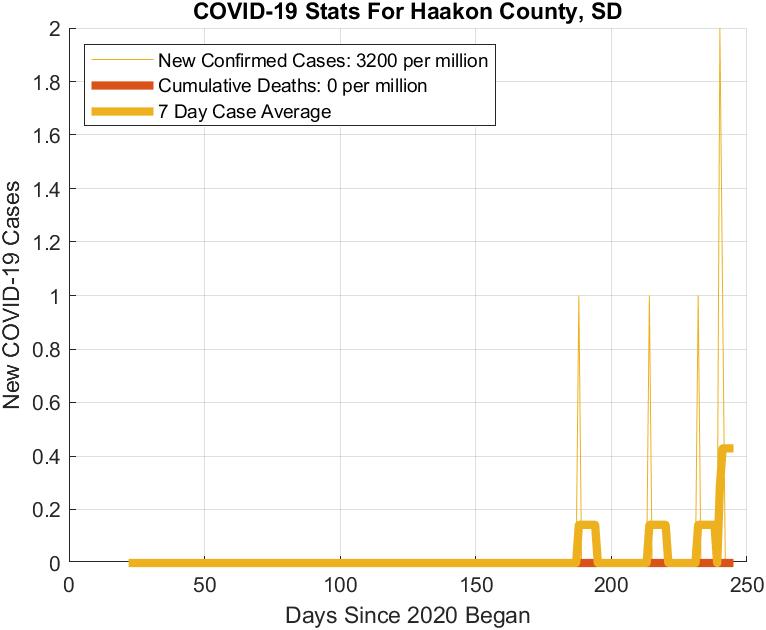 COVID-19 Stats For Haakon County, SD
New Confirmed Cases: 3200 per million
Cumulative Deaths: 0 per million
7 Day Case Average
New COVID-19 Cases
2
1.8
1.6
1.4
1.2
1
0.8
0.6
0.4
0.2
0
0 50 100 150 200 250
Days Since 2020 Began